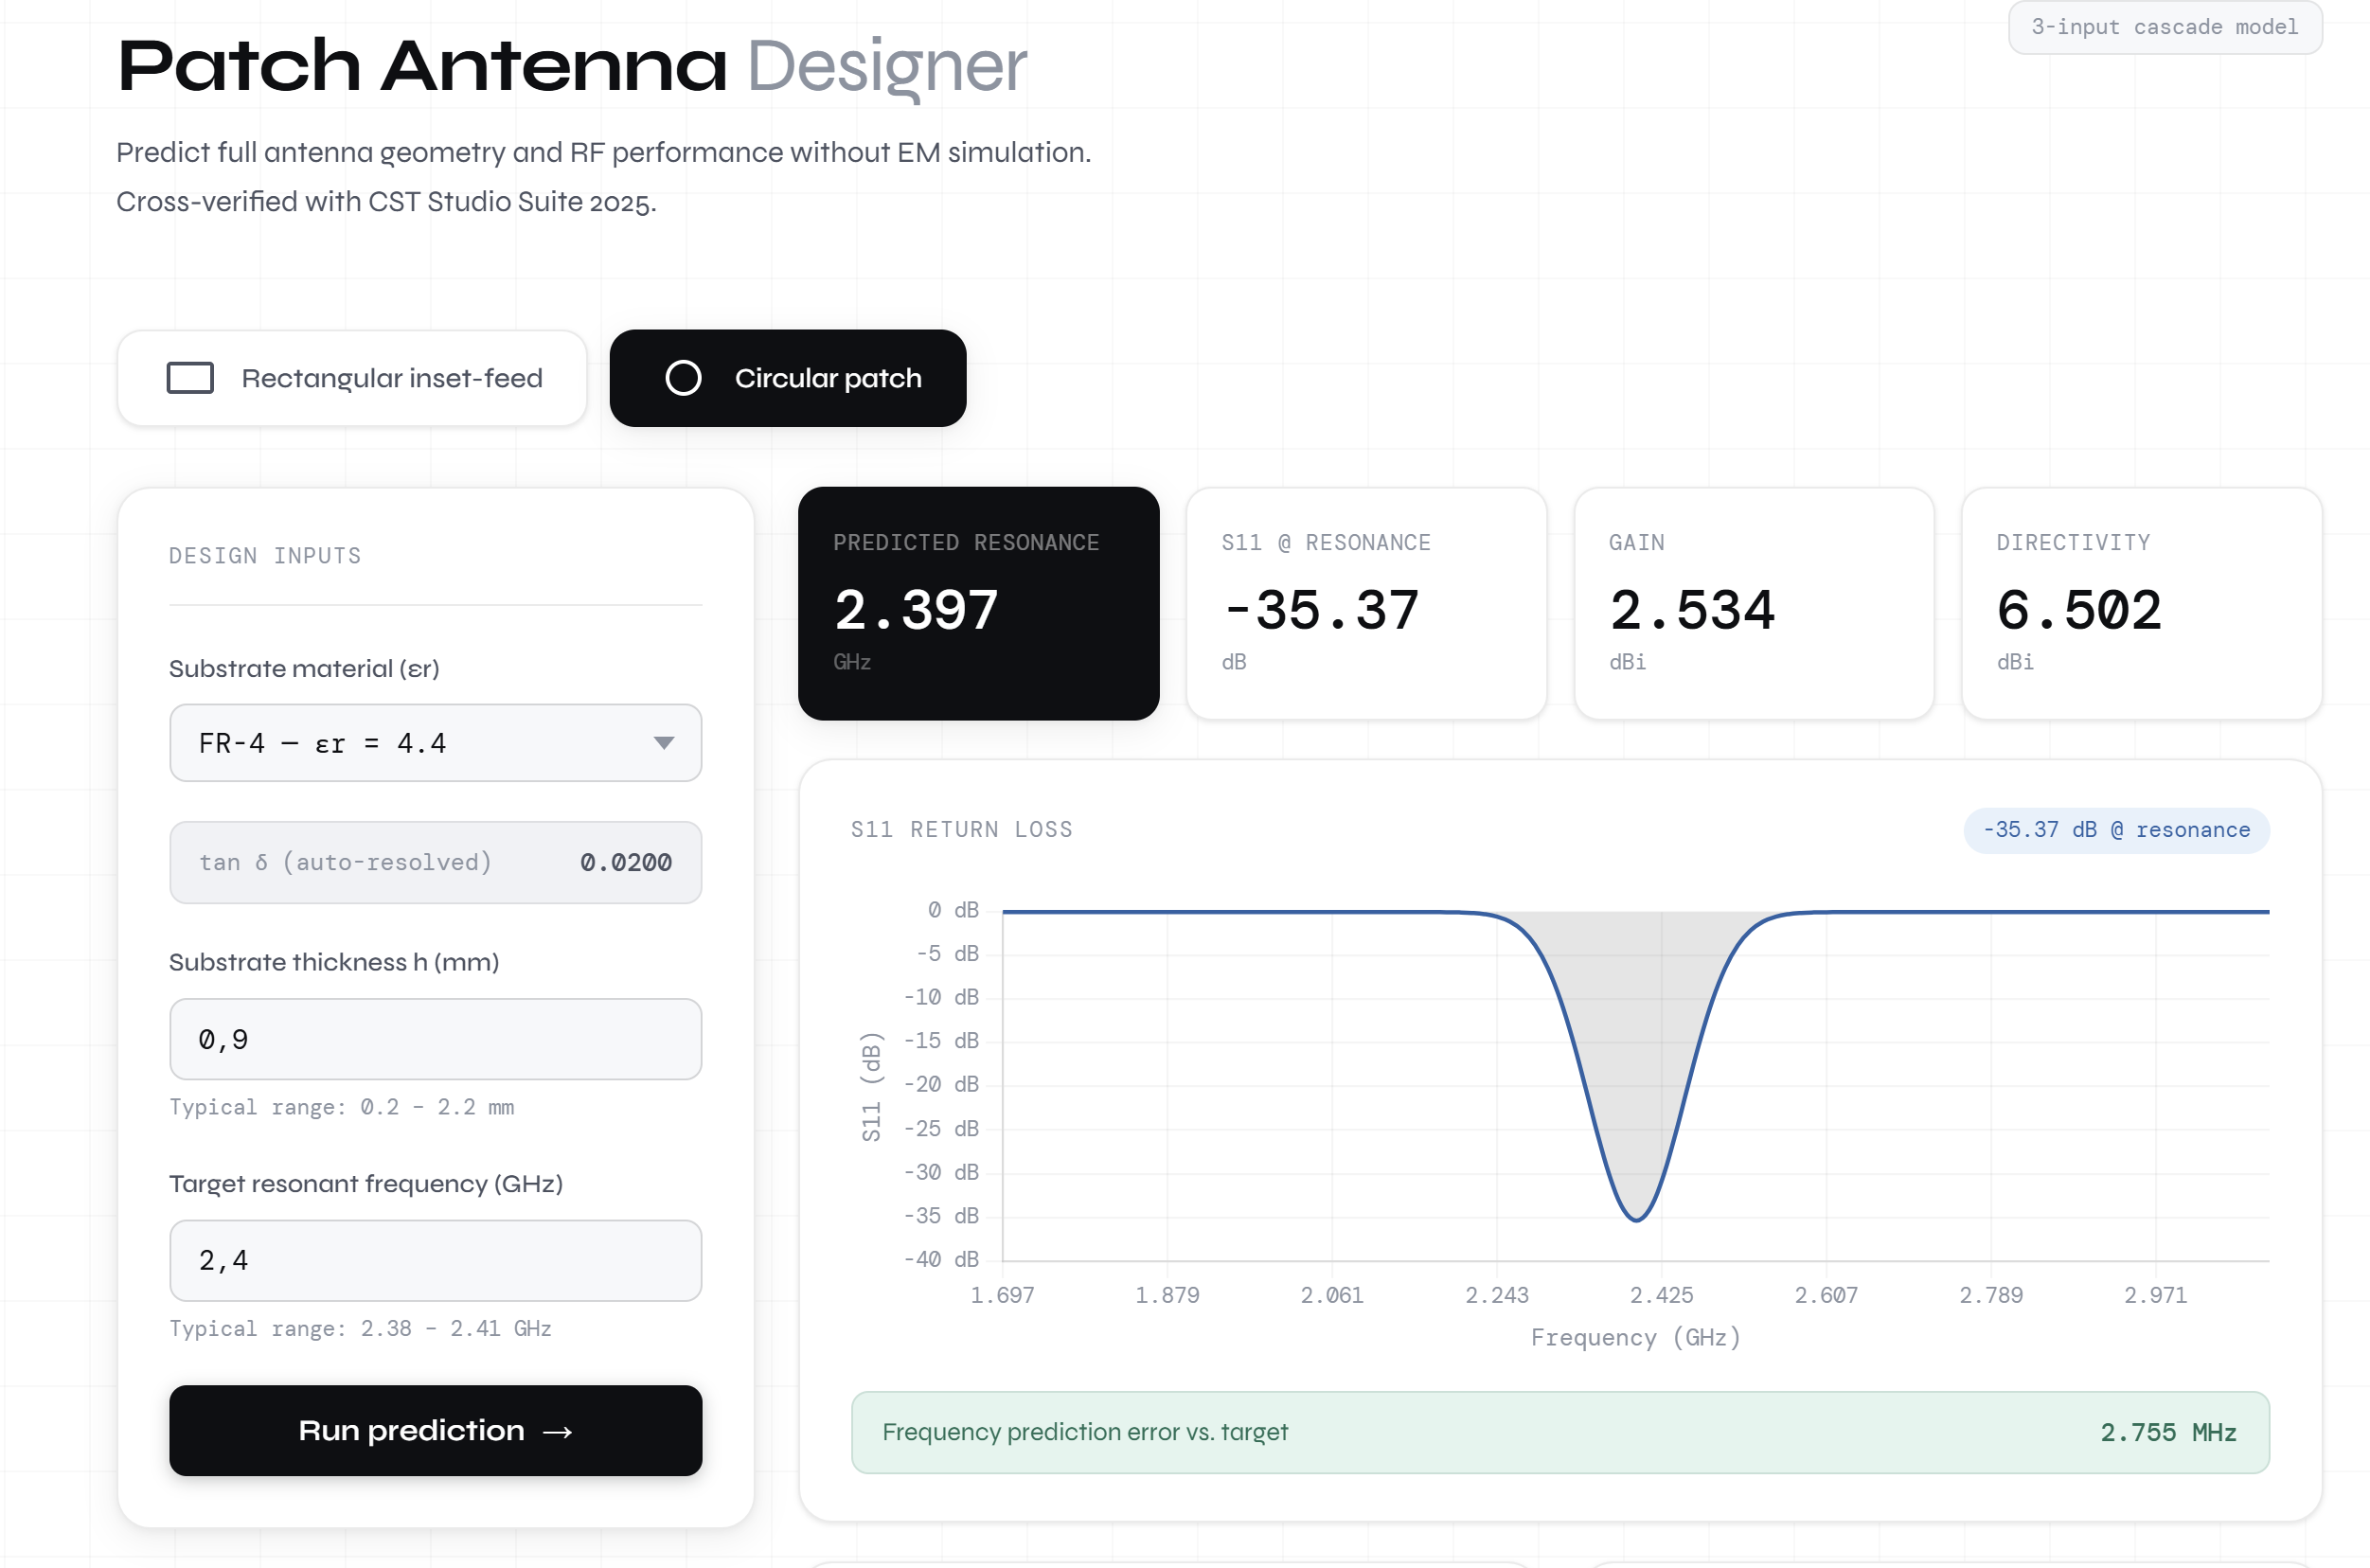 3-input cascade model
Patch Antenna Designer
Predict full antenna geometry and RF performance without EM simulation.
Cross-verified with CST Studio Suite 2025.
Rectangular inset-feed
Circular patch
DESIGN INPUTS
Substrate material (εr)
FR-4 — εr = 4.4
tan δ (auto-resolved) 0.0200
Substrate thickness h (mm)
0,9
Typical range: 0.2 – 2.2 mm
Target resonant frequency (GHz)
2,4
Typical range: 2.38 – 2.41 GHz
Run prediction →
PREDICTED RESONANCE
2.397
GHz
S11 @ RESONANCE
-35.37
dB
GAIN
2.534
dBi
DIRECTIVITY
6.502
dBi
S11 RETURN LOSS
-35.37 dB @ resonance
0 dB
-5 dB
-10 dB
-15 dB
-20 dB
-25 dB
-30 dB
-35 dB
-40 dB
S11 (dB)
1.697 1.879 2.061 2.243 2.425 2.607 2.789 2.971
Frequency (GHz)
Frequency prediction error vs. target 2.755 MHz